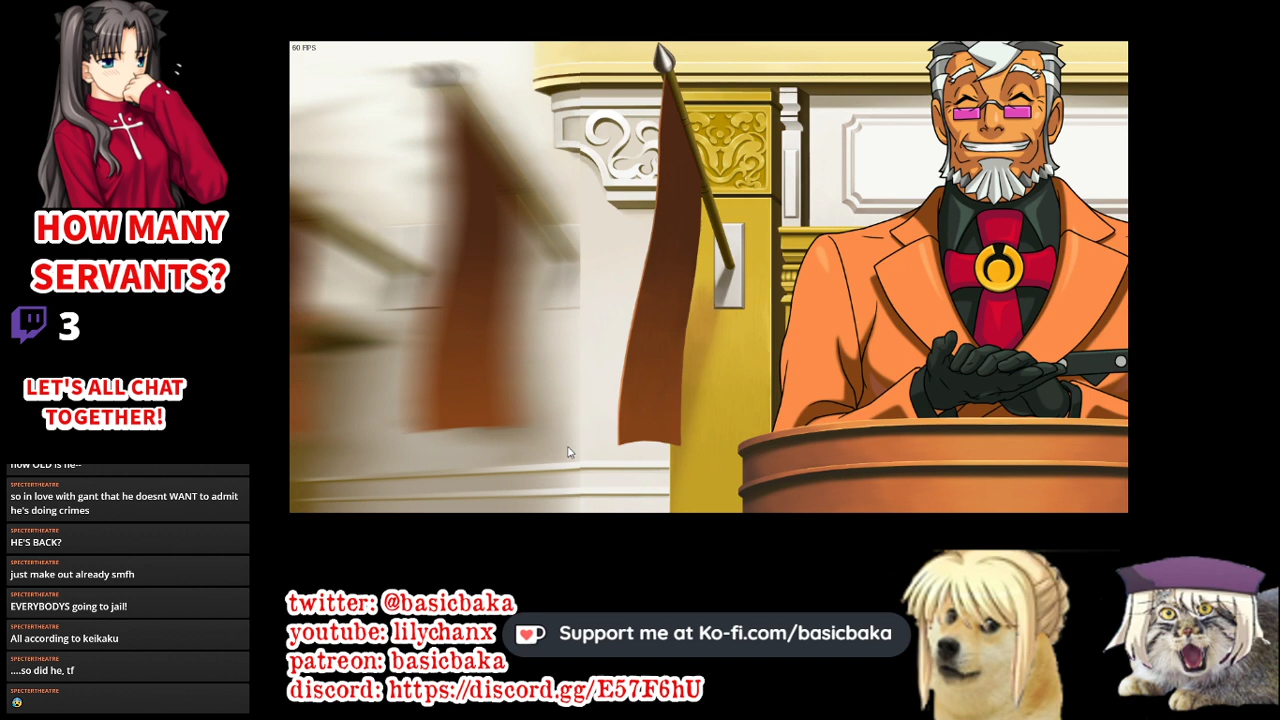 60 FPS
HOW MANY
SERVANTS?
3
LET'S ALL CHAT
TOGETHER!
how OLD is he--
SPECTERTHEATRE
so in love with gant that he doesnt WANT to admit
he's doing crimes
SPECTERTHEATRE
HE'S BACK?
SPECTERTHEATRE
just make out already smfh
SPECTERTHEATRE
EVERYBODYS going to jail!
SPECTERTHEATRE
All according to keikaku
SPECTERTHEATRE
....so did he, tf
SPECTERTHEATRE
twitter: @basicbaka
youtube: lilychanx
patreon: basicbaka
discord: https://discord.gg/E57F6hU
Support me at Ko-fi.com/basicbaka